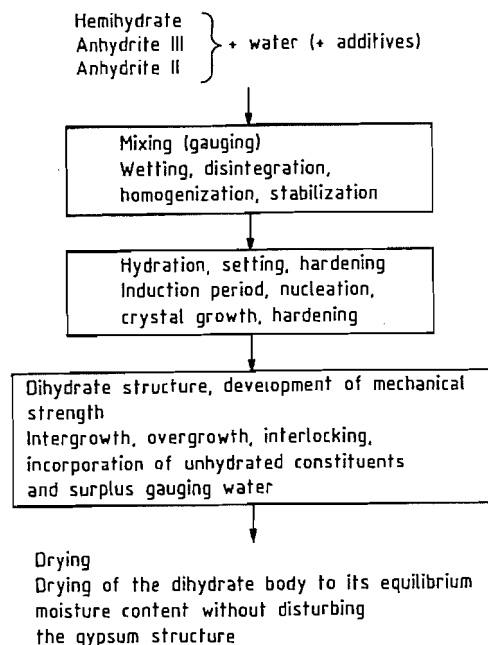 Hemihydrate
Anhydrite III
Anhydrite II
+ water (+ additives)
Mixing (gauging)
Wetting, disintegration,
homogenization, stabilization
Hydration, setting, hardening
Induction period, nucleation,
crystal growth, hardening
Dihydrate structure, development of mechanical
strength
Intergrowth, overgrowth, interlocking,
incorporation of unhydrated constituents
and surplus gauging water
Drying
Drying of the dihydrate body to its equilibrium
moisture content without disturbing
the gypsum structure